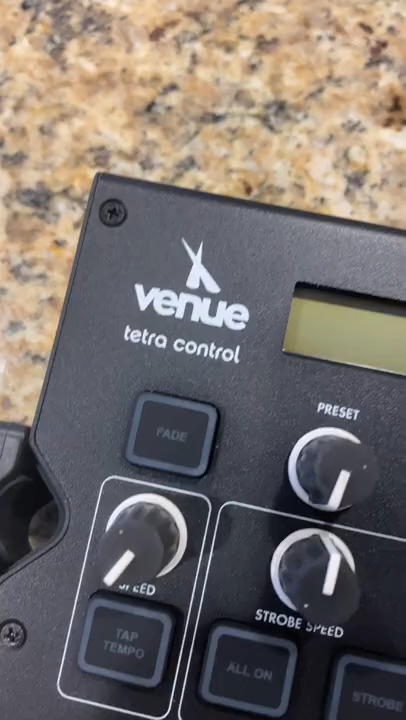 venue
tetra control
PRESET
FADE
SPEED
STROBE SPEED
TAP
TEMPO
ALL ON
STROBE